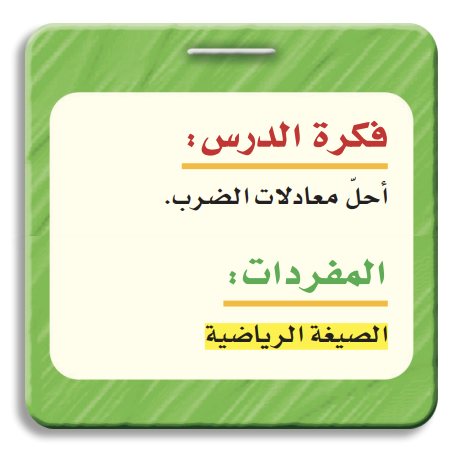 فكرة الدرس:
أحلّ معادلات الضرب.
المفردات:
الصيغة الرياضية